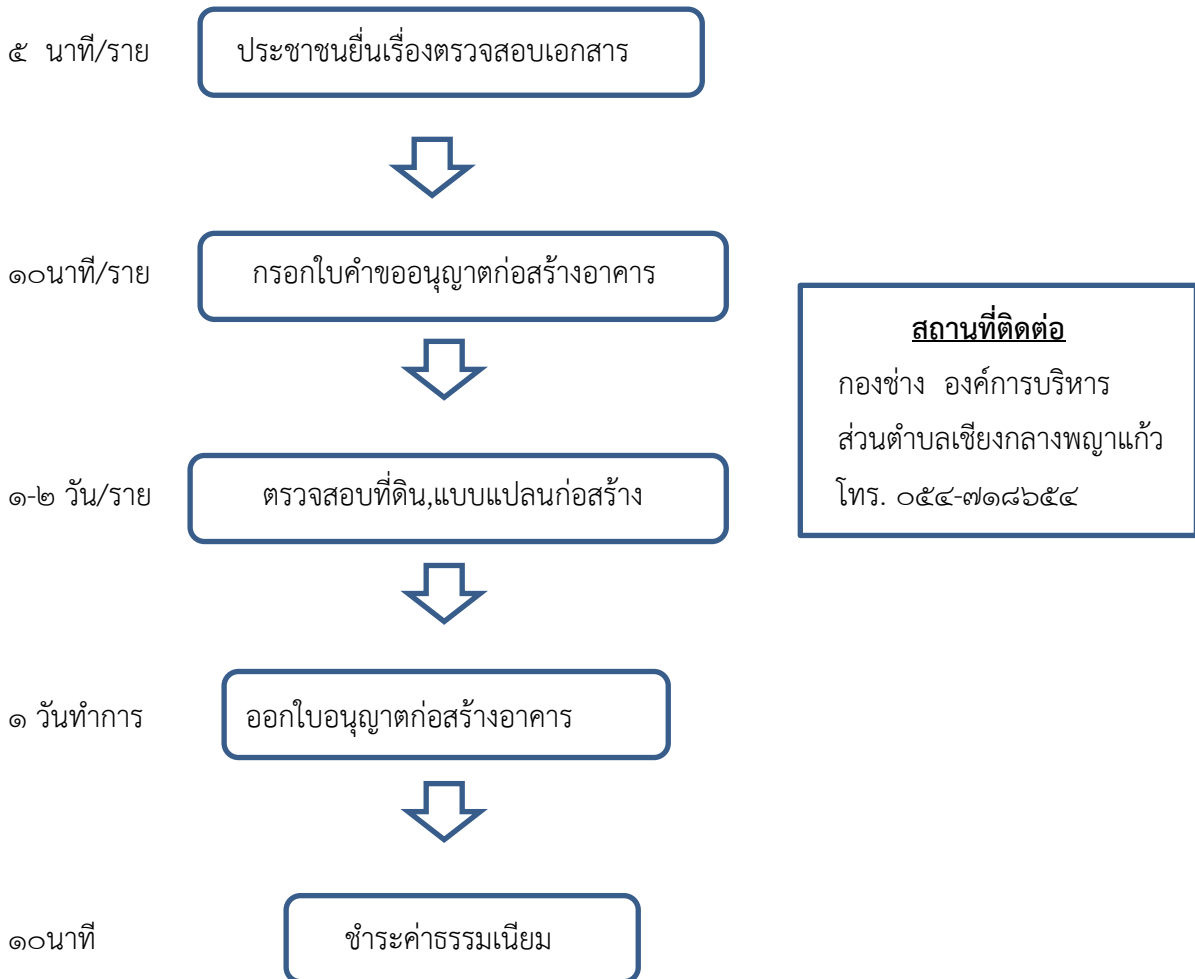 ๕ นาที/ราย ประชาชนยื่นเรื่องตรวจสอบเอกสาร
๑๐นาที/ราย กรอกใบคำขออนุญาตก่อสร้างอาคาร
๑-๒ วัน/ราย ตรวจสอบที่ดิน,แบบแปลนก่อสร้าง
๑ วันทำการ ออกใบอนุญาตก่อสร้างอาคาร
๑๐นาที ชำระค่าธรรมเนียม
สถานที่ติดต่อ
กองช่าง องค์การบริหาร
ส่วนตำบลเชียงกลางพญาแก้ว
โทร. ๐๕๔-๗๑๘๖๕๔